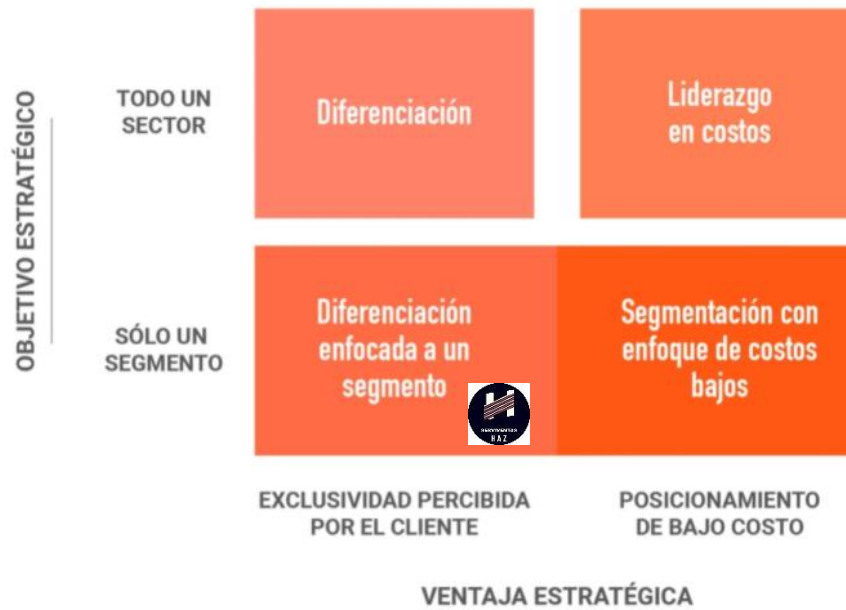 OBJETIVO ESTRATÉGICO
TODO UN
SECTOR
Diferenciación
Liderazgo
en costos
SÓLO UN
SEGMENTO
Diferenciación
enfocada a un
segmento
HAZ
Segmentación con
enfoque de costos
bajos
EXCLUSIVIDAD PERCIBIDA
POR EL CLIENTE
POSICIONAMIENTO
DE BAJO COSTO
VENTAJA ESTRATÉGICA